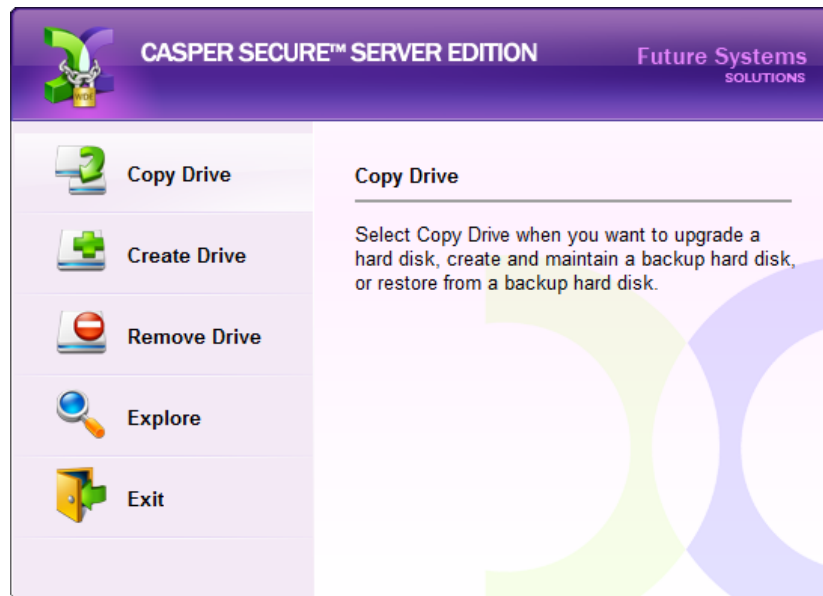 CASPER SECURE™ SERVER EDITION
Future Systems
SOLUTIONS
WDE
Copy Drive
Create Drive
Remove Drive
Explore
Exit
Copy Drive
Select Copy Drive when you want to upgrade a
hard disk, create and maintain a backup hard disk,
or restore from a backup hard disk.